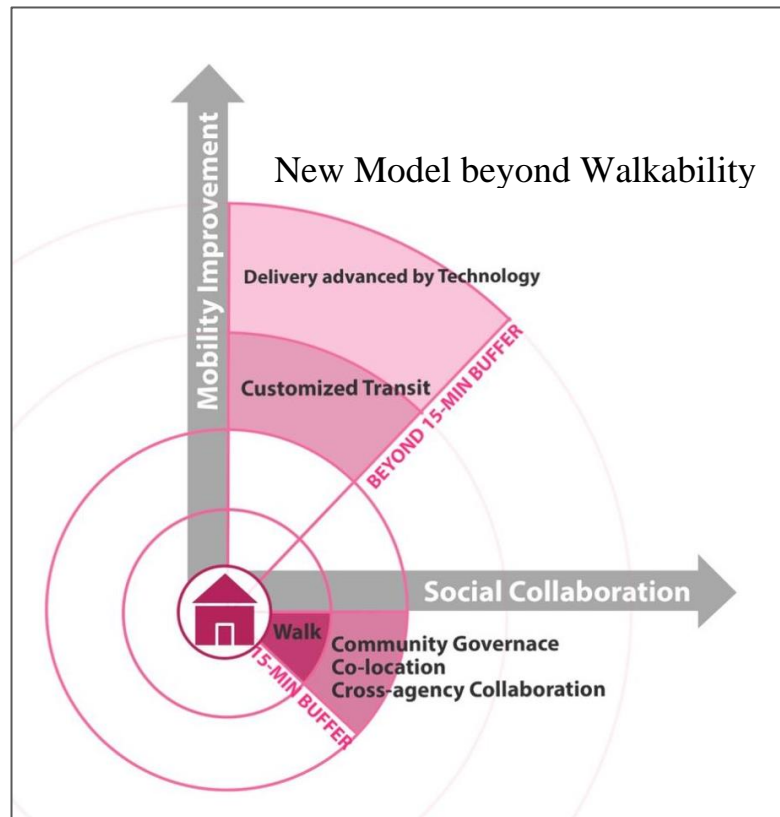 New Model beyond Walkability
Mobility Improvement
Delivery advanced by Technology
Customized Transit
BEYOND 15-MIN BUFFER
Social Collaboration
Walk
Community Governace
Co-location
Cross-agency Collaboration
15-MIN BUFFER